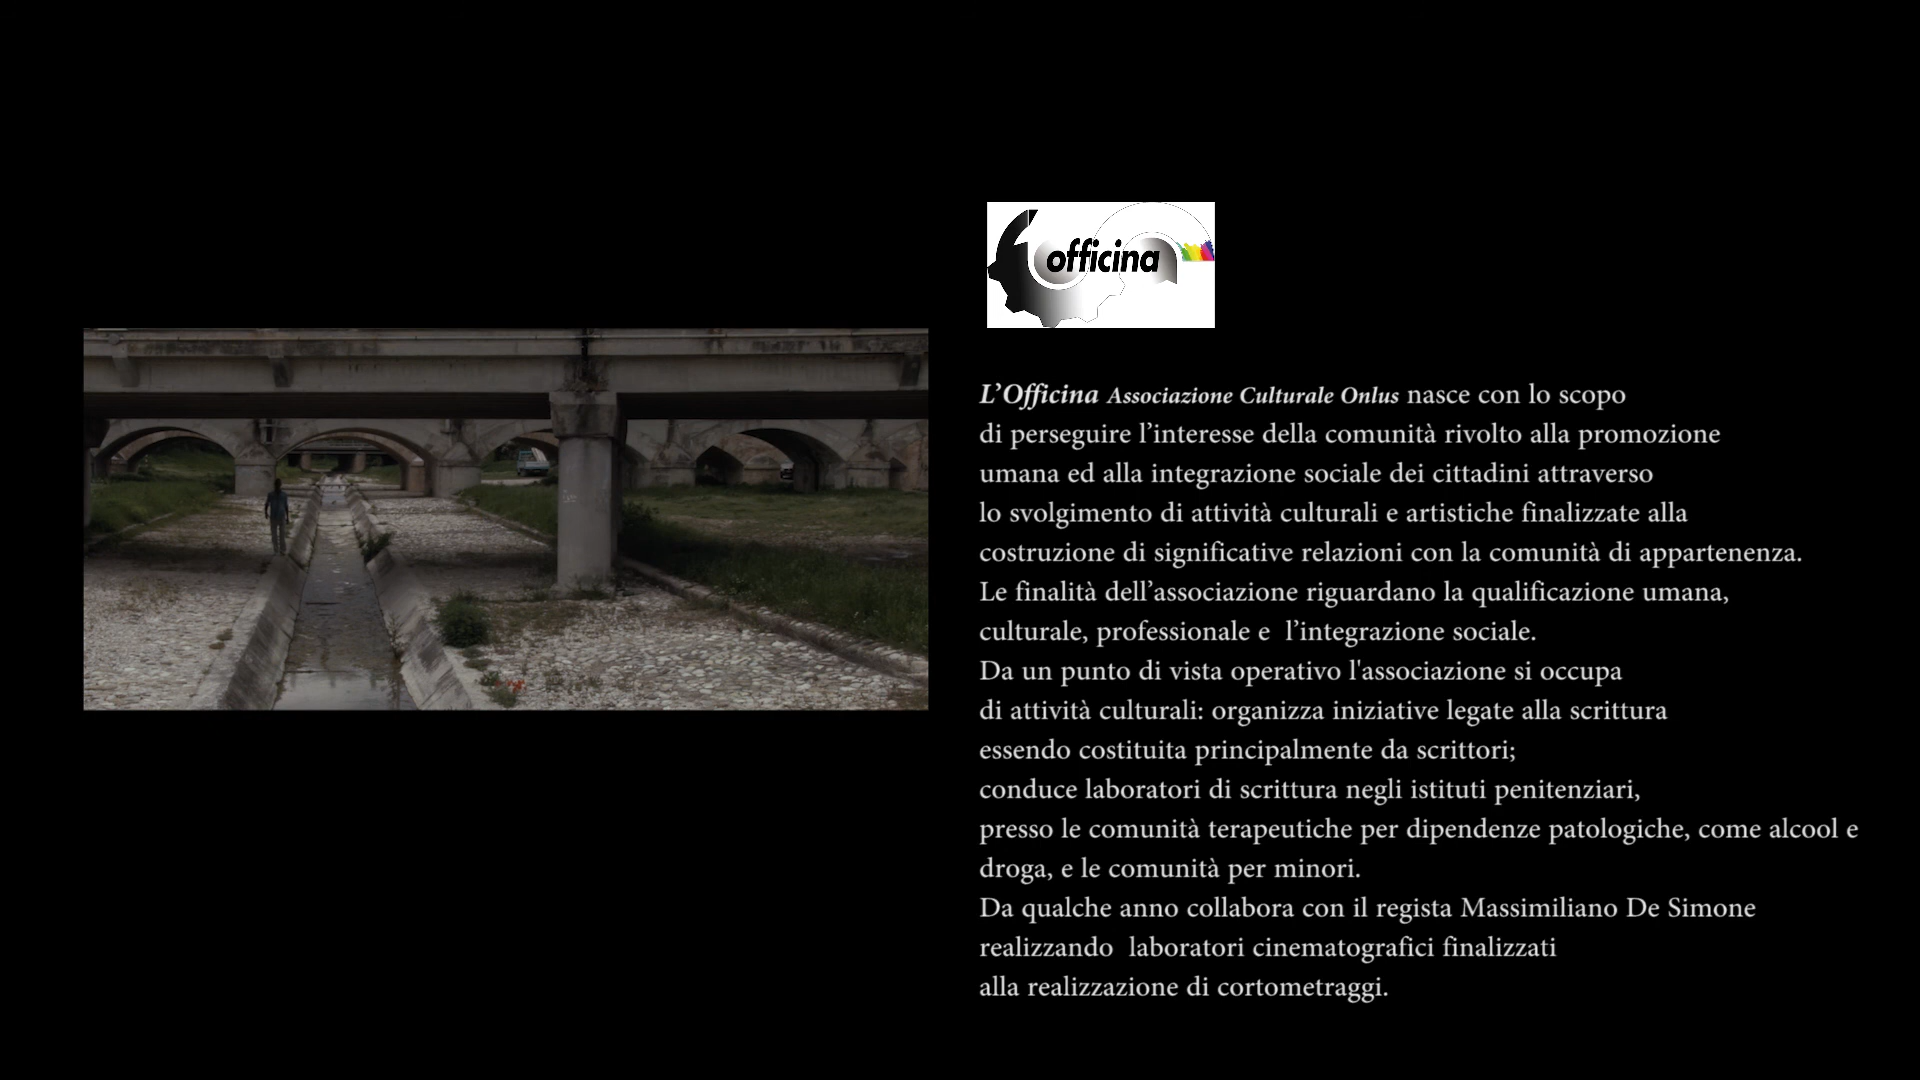 officina
L’Officina Associazione Culturale Onlus nasce con lo scopo
di perseguire l’interesse della comunità rivolto alla promozione
umana ed alla integrazione sociale dei cittadini attraverso
lo svolgimento di attività culturali e artistiche finalizzate alla
costruzione di significative relazioni con la comunità di appartenenza.
Le finalità dell’associazione riguardano la qualificazione umana,
culturale, professionale e  l’integrazione sociale.
Da un punto di vista operativo l'associazione si occupa
di attività culturali: organizza iniziative legate alla scrittura
essendo costituita principalmente da scrittori;
conduce laboratori di scrittura negli istituti penitenziari,
presso le comunità terapeutiche per dipendenze patologiche, come alcool e
droga, e le comunità per minori.
Da qualche anno collabora con il regista Massimiliano De Simone
realizzando  laboratori cinematografici finalizzati
alla realizzazione di cortometraggi.